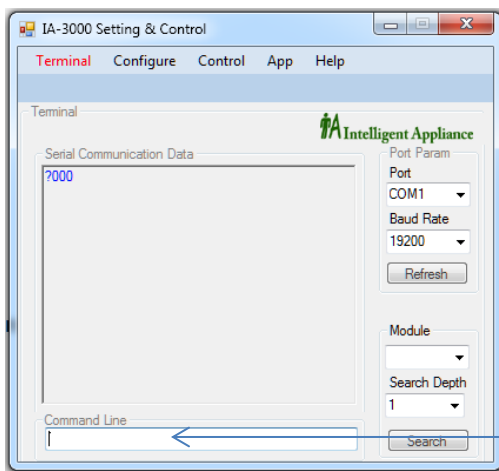 IA-3000 Setting & Control
Terminal Configure Control App Help
Terminal
Intelligent Appliance
Serial Communication Data
?000
Port Param
Port
COM1
Baud Rate
19200
Refresh
Module
Search Depth
1
Search
Command Line